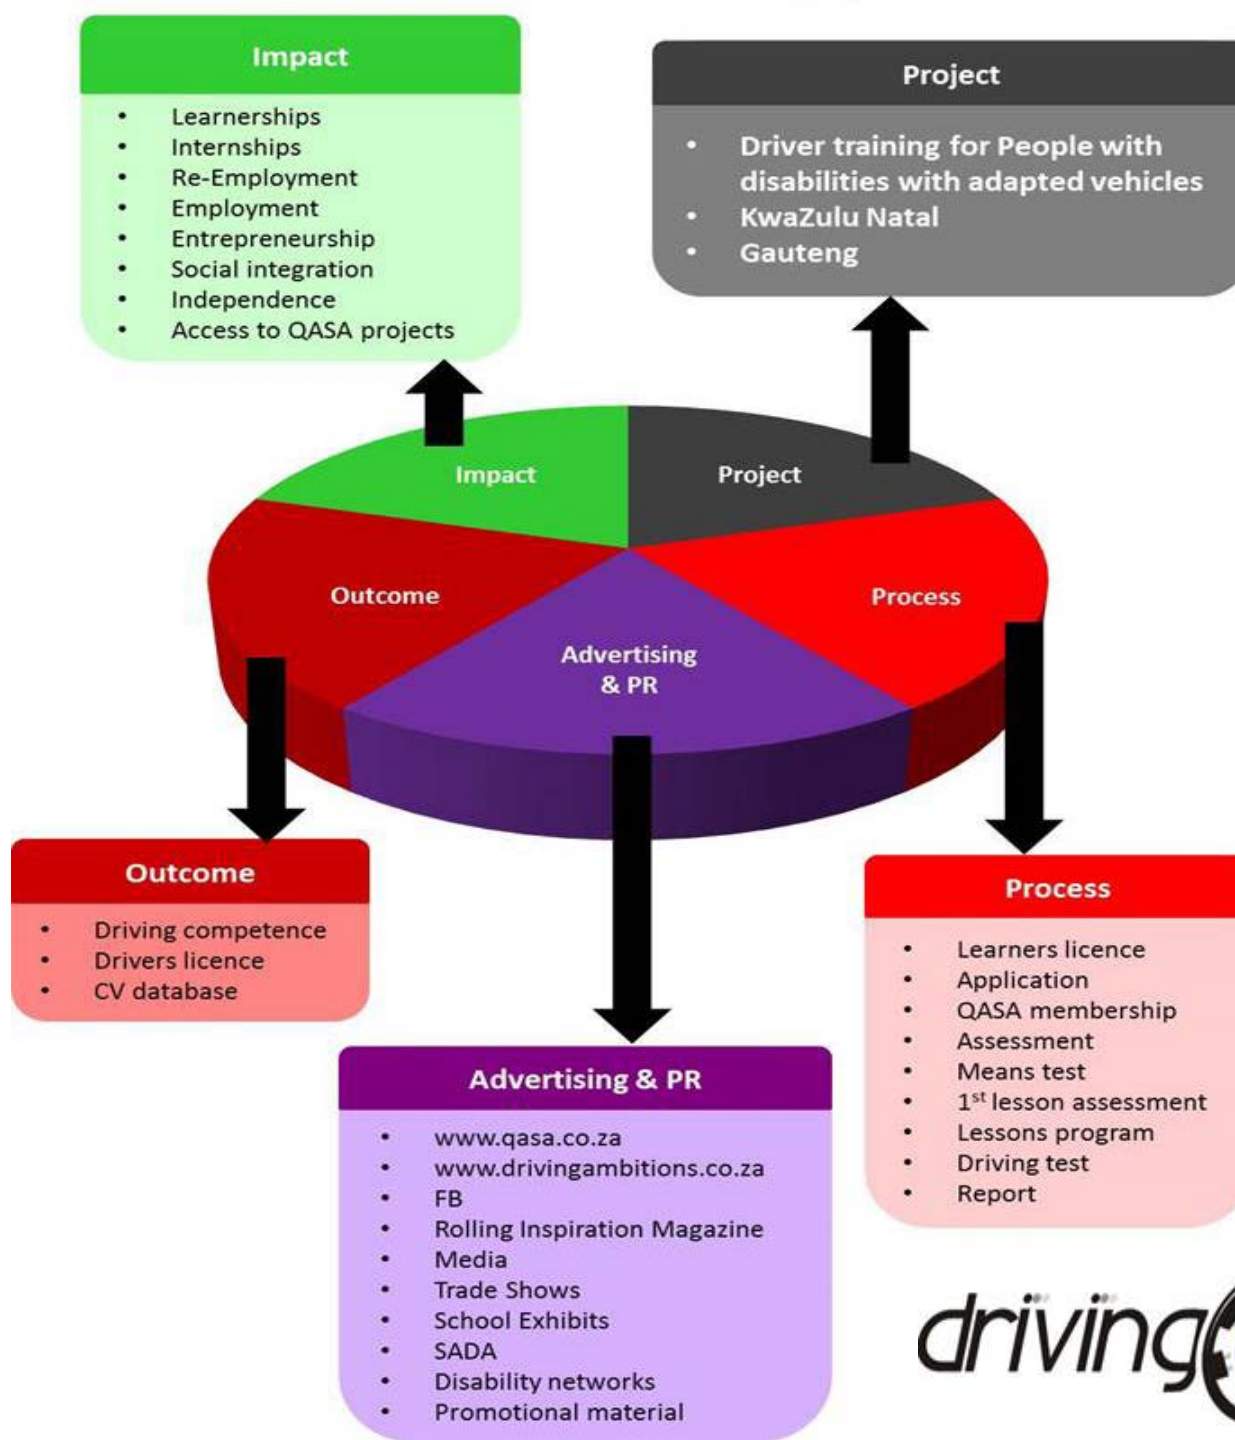 Impact
• Learnerships
• Internships
• Re-Employment
• Employment
• Entrepreneurship
• Social integration
• Independence
• Access to QASA projects
Project
• Driver training for People with
disabilities with adapted vehicles
• KwaZulu Natal
• Gauteng
Impact
Project
Outcome
Process
Advertising
& PR
Outcome
• Driving competence
• Drivers licence
• CV database
Advertising & PR
• www.qasa.co.za
• www.drivingambitions.co.za
• FB
• Rolling Inspiration Magazine
• Media
• Trade Shows
• School Exhibits
• SADA
• Disability networks
• Promotional material
Process
• Learners licence
• Application
• QASA membership
• Assessment
• Means test
• 1st lesson assessment
• Lessons program
• Driving test
• Report
driving